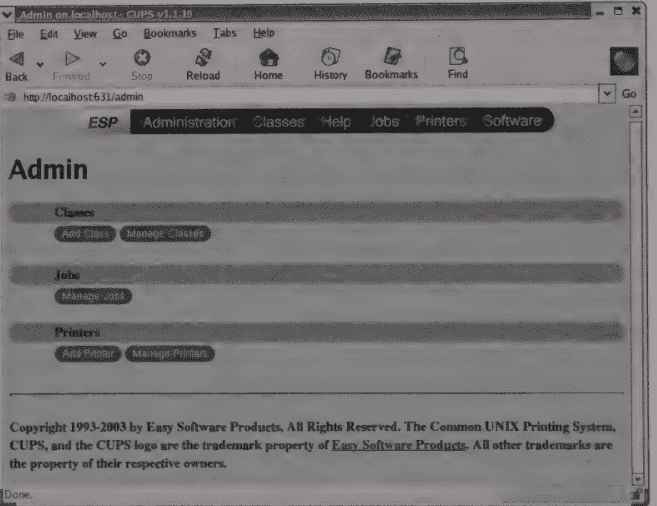 Admin on localhost - CUPS v1.1.19
File Edit View Go Bookmarks Tabs Help
Back Forward Stop Reload Home History Bookmarks Find
http://localhost:631/admin Go
ESP Administration Classes Help Jobs Printers Software
Admin
Classes
Add Class Manage Classes
Jobs
Manage Jobs
Printers
Add Printer Manage Printers
Copyright 1993-2003 by Easy Software Products, All Rights Reserved. The Common UNIX Printing System,
CUPS, and the CUPS logo are the trademark property of Easy Software Products. All other trademarks are
the property of their respective owners.
Done.